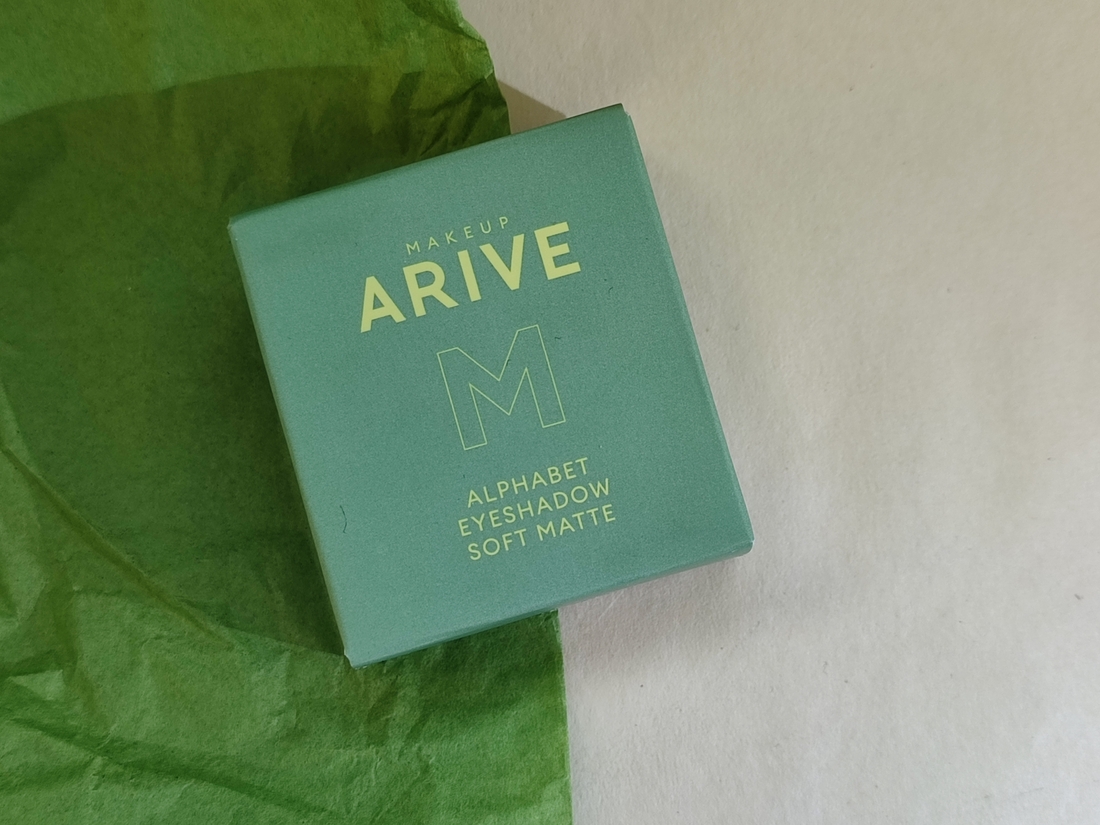 MAKEUP
ARIVE
M
ALPHABET
EYESHADOW
SOFT MATTE